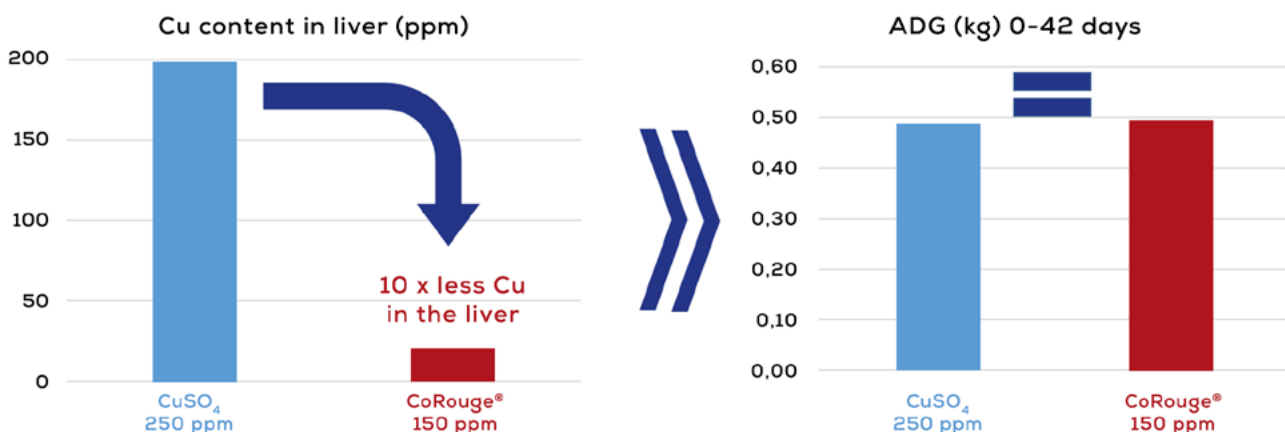 Cu content in liver (ppm)
200
150
100
50
0
10 x less Cu
in the liver
CuSO₄
250 ppm
CoRouge®
150 ppm
ADG (kg) 0-42 days
0,60
0,50
0,40
0,30
0,20
0,10
0,00
CuSO₄
250 ppm
CoRouge®
150 ppm